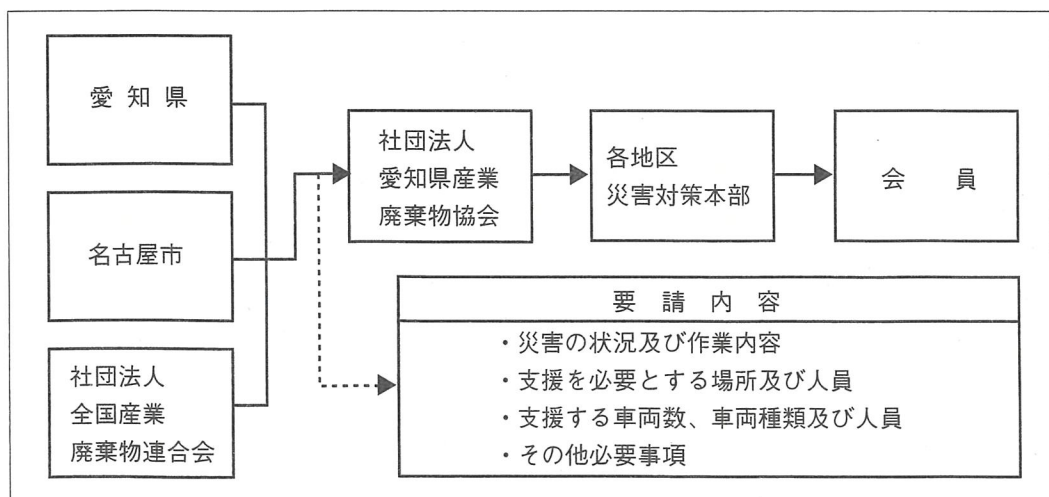 愛知県
名古屋市
社団法人
全国産業
廃棄物連合会
社団法人
愛知県産業
廃棄物協会
各地区
災害対策本部
会員
要請内容
・災害の状況及び作業内容
・支援を必要とする場所及び人員
・支援する車両数、車両種類及び人員
・その他必要事項